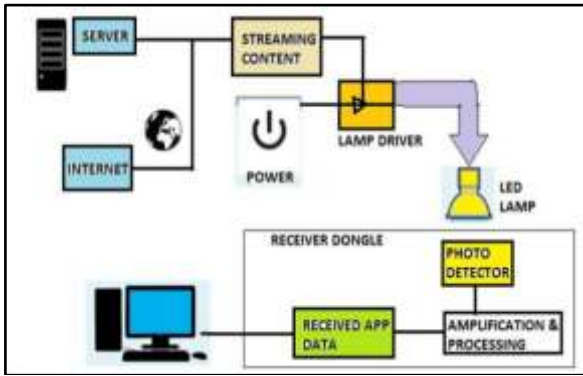 SERVER
STREAMING
CONTENT
LAMP DRIVER
POWER
INTERNET
LED
LAMP
RECEIVER DONGLE
PHOTO
DETECTOR
RECEIVED APP
DATA
AMPLIFICATION &
PROCESSING